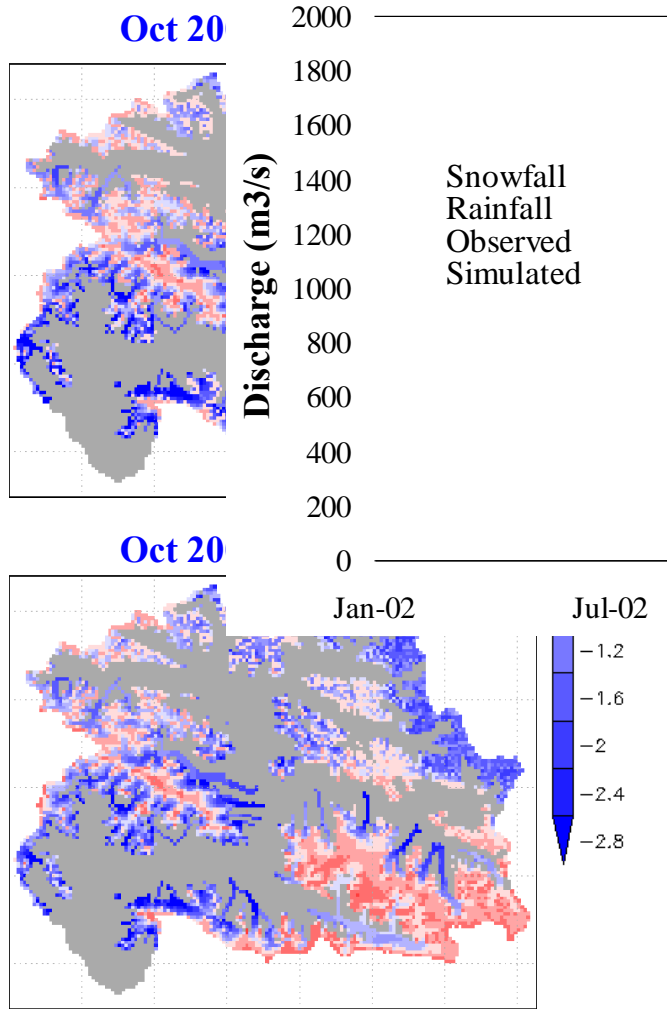 Oct 20
2000
1800
1600
1400
1200
1000
800
600
400
200
0
Discharge (m3/s)
Snowfall
Rainfall
Observed
Simulated
Oct 20
Jan-02
Jul-02
−1.2
−1.6
−2
−2.4
−2.8